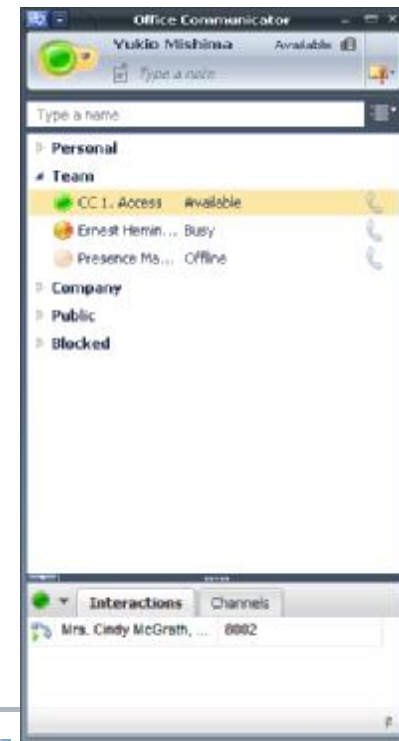 Office Communicator
Yukio Mishima Available
Type a note
Type a name
Personal
Team
CC 1. Access Available
Ernest Hemin... Busy
Presence Ma... Offline
Company
Public
Blocked
Interactions Channels
Mrs. Cindy McGrath, ... 8002